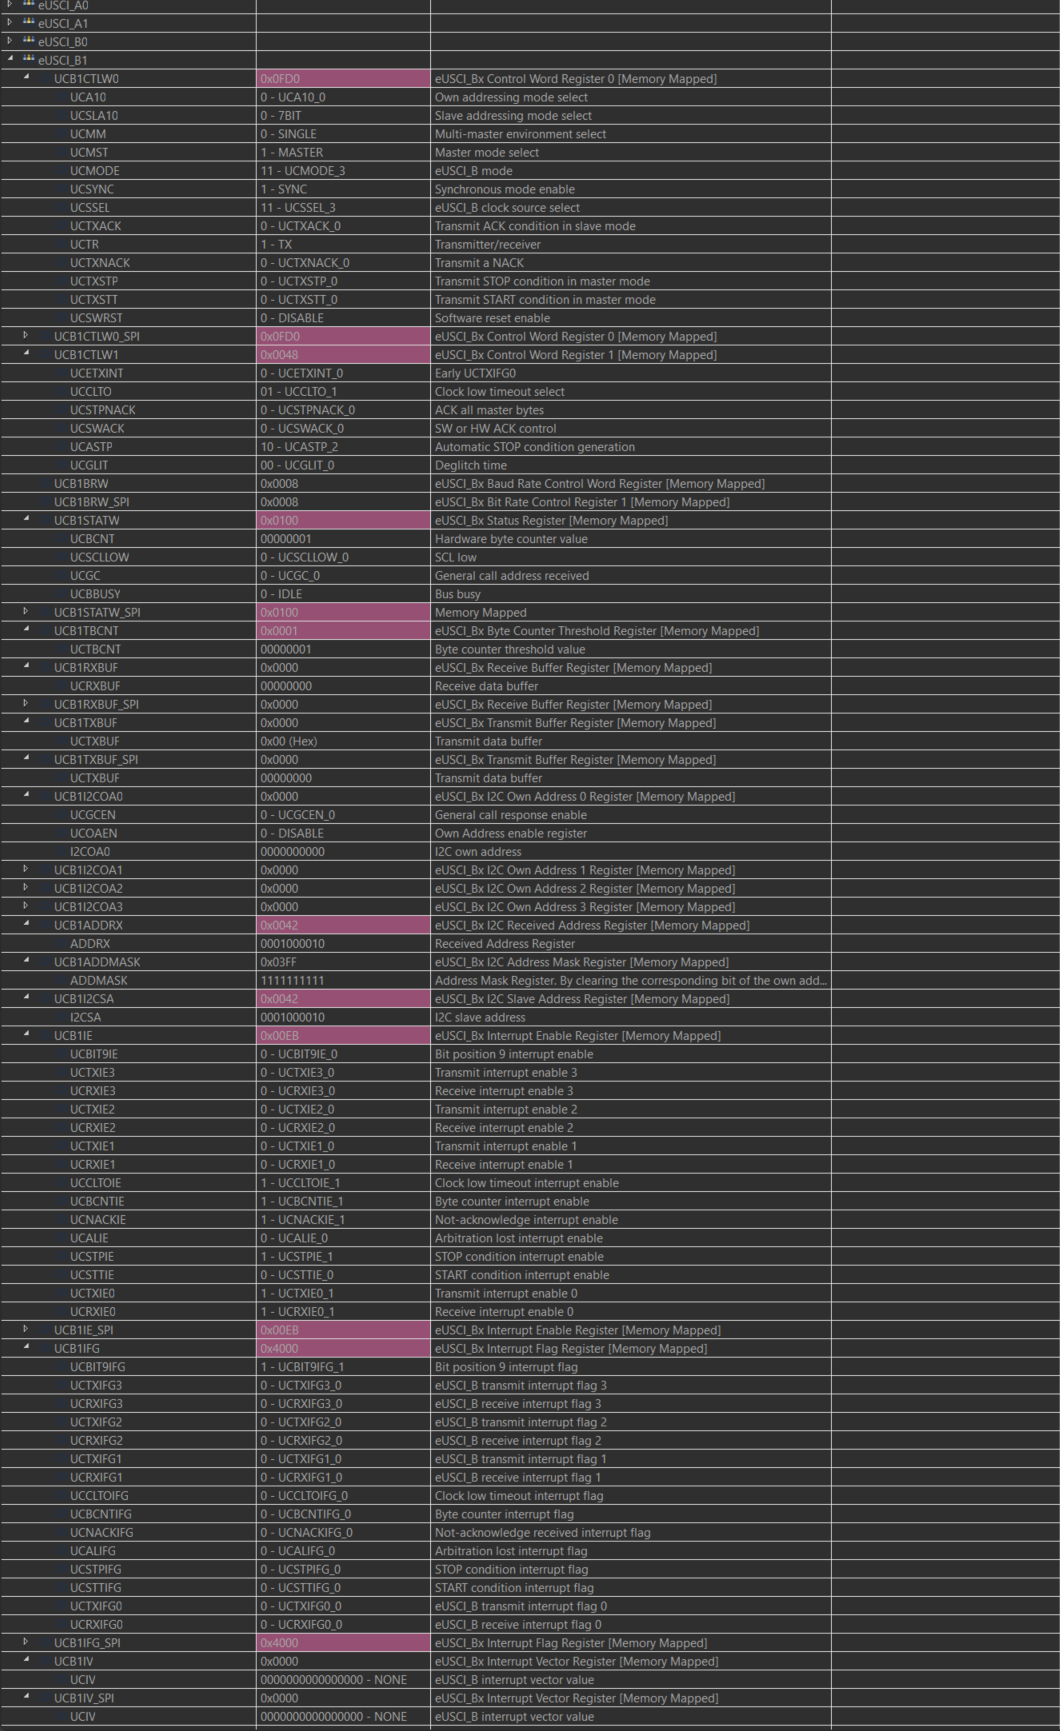 eUSCI_A0
eUSCI_A1
eUSCI_B0
eUSCI_B1
UCB1CTLW0 0x0FD0 eUSCI_Bx Control Word Register 0 [Memory Mapped]
UCA10 0 - UCA10_0 Own addressing mode select
UCSLA10 0 - 7BIT Slave addressing mode select
UCMM 0 - SINGLE Multi-master environment select
UCMST 1 - MASTER Master mode select
UCMODE 11 - UCMODE_3 eUSCI_B mode
UCSYNC 1 - SYNC Synchronous mode enable
UCSSEL 11 - UCSSEL_3 eUSCI_B clock source select
UCTXACK 0 - UCTXACK_0 Transmit ACK condition in slave mode
UCTR 1 - TX Transmitter/receiver
UCTXNACK 0 - UCTXNACK_0 Transmit a NACK
UCTXSTP 0 - UCTXSTP_0 Transmit STOP condition in master mode
UCTXSTT 0 - UCTXSTT_0 Transmit START condition in master mode
UCSWRST 0 - DISABLE Software reset enable
UCB1CTLW0_SPI 0x0FD0 eUSCI_Bx Control Word Register 0 [Memory Mapped]
UCB1CTLW1 0x0048 eUSCI_Bx Control Word Register 1 [Memory Mapped]
UCETXINT 0 - UCETXINT_0 Early UCTXIFG0
UCCLTO 01 - UCCLTO_1 Clock low timeout select
UCSTPNACK 0 - UCSTPNACK_0 ACK all master bytes
UCSWACK 0 - UCSWACK_0 SW or HW ACK control
UCASTP 10 - UCASTP_2 Automatic STOP condition generation
UCGLIT 00 - UCGLIT_0 Deglitch time
UCB1BRW 0x0008 eUSCI_Bx Baud Rate Control Word Register [Memory Mapped]
UCB1BRW_SPI 0x0008 eUSCI_Bx Bit Rate Control Register 1 [Memory Mapped]
UCB1STATW 0x0100 eUSCI_Bx Status Register [Memory Mapped]
UCBCNT 00000001 Hardware byte counter value
UCSCLLOW 0 - UCSCLLOW_0 SCL low
UCGC 0 - UCGC_0 General call address received
UCBBUSY 0 - IDLE Bus busy
UCB1STATW_SPI 0x0100 Memory Mapped
UCB1TBCNT 0x0001 eUSCI_Bx Byte Counter Threshold Register [Memory Mapped]
UCTBCNT 00000001 Byte counter threshold value
UCB1RXBUF 0x0000 eUSCI_Bx Receive Buffer Register [Memory Mapped]
UCRXBUF 00000000 Receive data buffer
UCB1RXBUF_SPI 0x0000 eUSCI_Bx Receive Buffer Register [Memory Mapped]
UCB1TXBUF 0x0000 eUSCI_Bx Transmit Buffer Register [Memory Mapped]
UCTXBUF 0x00 (Hex) Transmit data buffer
UCB1TXBUF_SPI 0x0000 eUSCI_Bx Transmit Buffer Register [Memory Mapped]
UCTXBUF 00000000 Transmit data buffer
UCB1I2COA0 0x0000 eUSCI_Bx I2C Own Address 0 Register [Memory Mapped]
UCGCEN 0 - UCGCEN_0 General call response enable
UCOAEN 0 - DISABLE Own Address enable register
I2COA0 0000000000 I2C own address
UCB1I2COA1 0x0000 eUSCI_Bx I2C Own Address 1 Register [Memory Mapped]
UCB1I2COA2 0x0000 eUSCI_Bx I2C Own Address 2 Register [Memory Mapped]
UCB1I2COA3 0x0000 eUSCI_Bx I2C Own Address 3 Register [Memory Mapped]
UCB1ADDRX 0x0042 eUSCI_Bx I2C Received Address Register [Memory Mapped]
ADDRX 0001000010 Received Address Register
UCB1ADDMASK 0x03FF eUSCI_Bx I2C Address Mask Register [Memory Mapped]
ADDMASK 1111111111 Address Mask Register. By clearing the corresponding bit of the own add...
UCB1I2CSA 0x0042 eUSCI_Bx I2C Slave Address Register [Memory Mapped]
I2CSA 0001000010 I2C slave address
UCB1IE 0x00EB eUSCI_Bx Interrupt Enable Register [Memory Mapped]
UCBIT9IE 0 - UCBIT9IE_0 Bit position 9 interrupt enable
UCTXIE3 0 - UCTXIE3_0 Transmit interrupt enable 3
UCRXIE3 0 - UCRXIE3_0 Receive interrupt enable 3
UCTXIE2 0 - UCTXIE2_0 Transmit interrupt enable 2
UCRXIE2 0 - UCRXIE2_0 Receive interrupt enable 2
UCTXIE1 0 - UCTXIE1_0 Transmit interrupt enable 1
UCRXIE1 0 - UCRXIE1_0 Receive interrupt enable 1
UCCLTOIE 1 - UCCLTOIE_1 Clock low timeout interrupt enable
UCBCNTIE 1 - UCBCNTIE_1 Byte counter interrupt enable
UCNACKIE 1 - UCNACKIE_1 Not-acknowledge interrupt enable
UCALIE 0 - UCALIE_0 Arbitration lost interrupt enable
UCSTPIE 1 - UCSTPIE_1 STOP condition interrupt enable
UCSTTIE 0 - UCSTTIE_0 START condition interrupt enable
UCTXIE0 1 - UCTXIE0_1 Transmit interrupt enable 0
UCRXIE0 1 - UCRXIE0_1 Receive interrupt enable 0
UCB1IE_SPI 0x00EB eUSCI_Bx Interrupt Enable Register [Memory Mapped]
UCB1IFG 0x4000 eUSCI_Bx Interrupt Flag Register [Memory Mapped]
UCBIT9IFG 1 - UCBIT9IFG_1 Bit position 9 interrupt flag
UCTXIFG3 0 - UCTXIFG3_0 eUSCI_B transmit interrupt flag 3
UCRXIFG3 0 - UCRXIFG3_0 eUSCI_B receive interrupt flag 3
UCTXIFG2 0 - UCTXIFG2_0 eUSCI_B transmit interrupt flag 2
UCRXIFG2 0 - UCRXIFG2_0 eUSCI_B receive interrupt flag 2
UCTXIFG1 0 - UCTXIFG1_0 eUSCI_B transmit interrupt flag 1
UCRXIFG1 0 - UCRXIFG1_0 eUSCI_B receive interrupt flag 1
UCCLTOIFG 0 - UCCLTOIFG_0 Clock low timeout interrupt flag
UCBCNTIFG 0 - UCBCNTIFG_0 Byte counter interrupt flag
UCNACKIFG 0 - UCNACKIFG_0 Not-acknowledge received interrupt flag
UCALIFG 0 - UCALIFG_0 Arbitration lost interrupt flag
UCSTPIFG 0 - UCSTPIFG_0 STOP condition interrupt flag
UCSTTIFG 0 - UCSTTIFG_0 START condition interrupt flag
UCTXIFG0 0 - UCTXIFG0_0 eUSCI_B transmit interrupt flag 0
UCRXIFG0 0 - UCRXIFG0_0 eUSCI_B receive interrupt flag 0
UCB1IFG_SPI 0x4000 eUSCI_Bx Interrupt Flag Register [Memory Mapped]
UCB1IV 0x0000 eUSCI_Bx Interrupt Vector Register [Memory Mapped]
UCIV 0000000000000000 - NONE eUSCI_B interrupt vector value
UCB1IV_SPI 0x0000 eUSCI_Bx Interrupt Vector Register [Memory Mapped]
UCIV 0000000000000000 - NONE eUSCI_B interrupt vector value